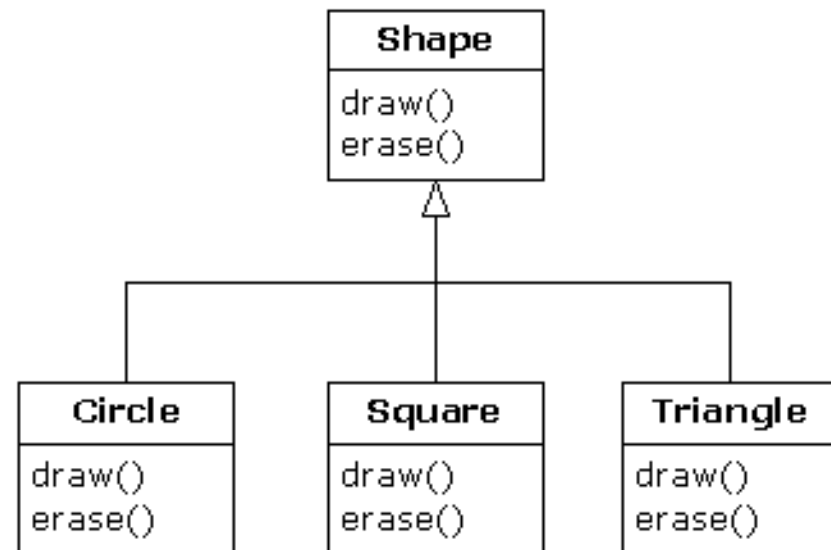 Shape
draw()
erase()
Circle
draw()
erase()
Square
draw()
erase()
Triangle
draw()
erase()